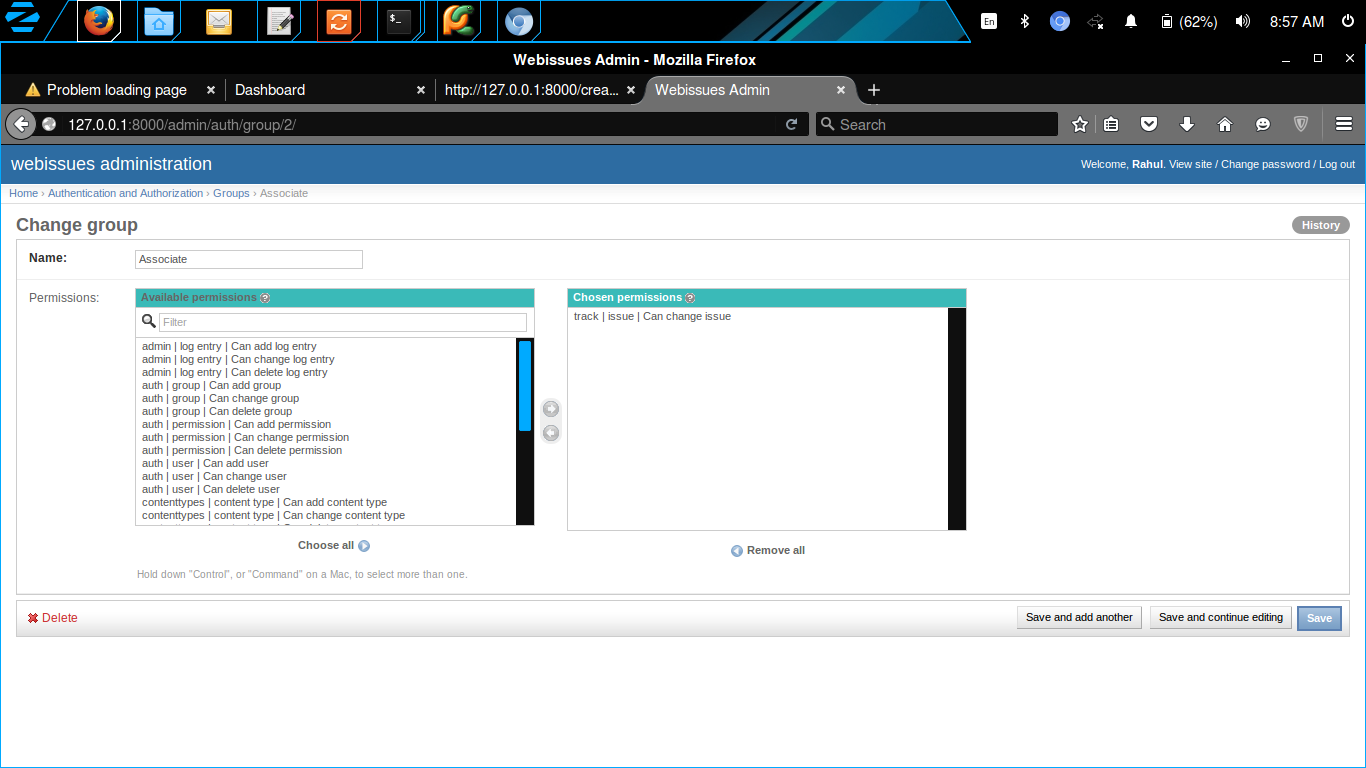 $_
En
(62%)
8:57 AM
Webissues Admin - Mozilla Firefox
Problem loading page
Dashboard
http://127.0.0.1:8000/crea...
Webissues Admin
127.0.0.1:8000/admin/auth/group/2/
Search
webissues administration
Welcome, Rahul. View site / Change password / Log out
Home › Authentication and Authorization › Groups › Associate
Change group
History
Name:
Associate
Permissions:
Available permissions ?
Filter
admin | log entry | Can add log entry
admin | log entry | Can change log entry
admin | log entry | Can delete log entry
auth | group | Can add group
auth | group | Can change group
auth | group | Can delete group
auth | permission | Can add permission
auth | permission | Can change permission
auth | permission | Can delete permission
auth | user | Can add user
auth | user | Can change user
auth | user | Can delete user
contenttypes | content type | Can add content type
contenttypes | content type | Can change content type
Choose all
Hold down "Control", or "Command" on a Mac, to select more than one.
Chosen permissions ?
track | issue | Can change issue
Remove all
Delete
Save and add another
Save and continue editing
Save